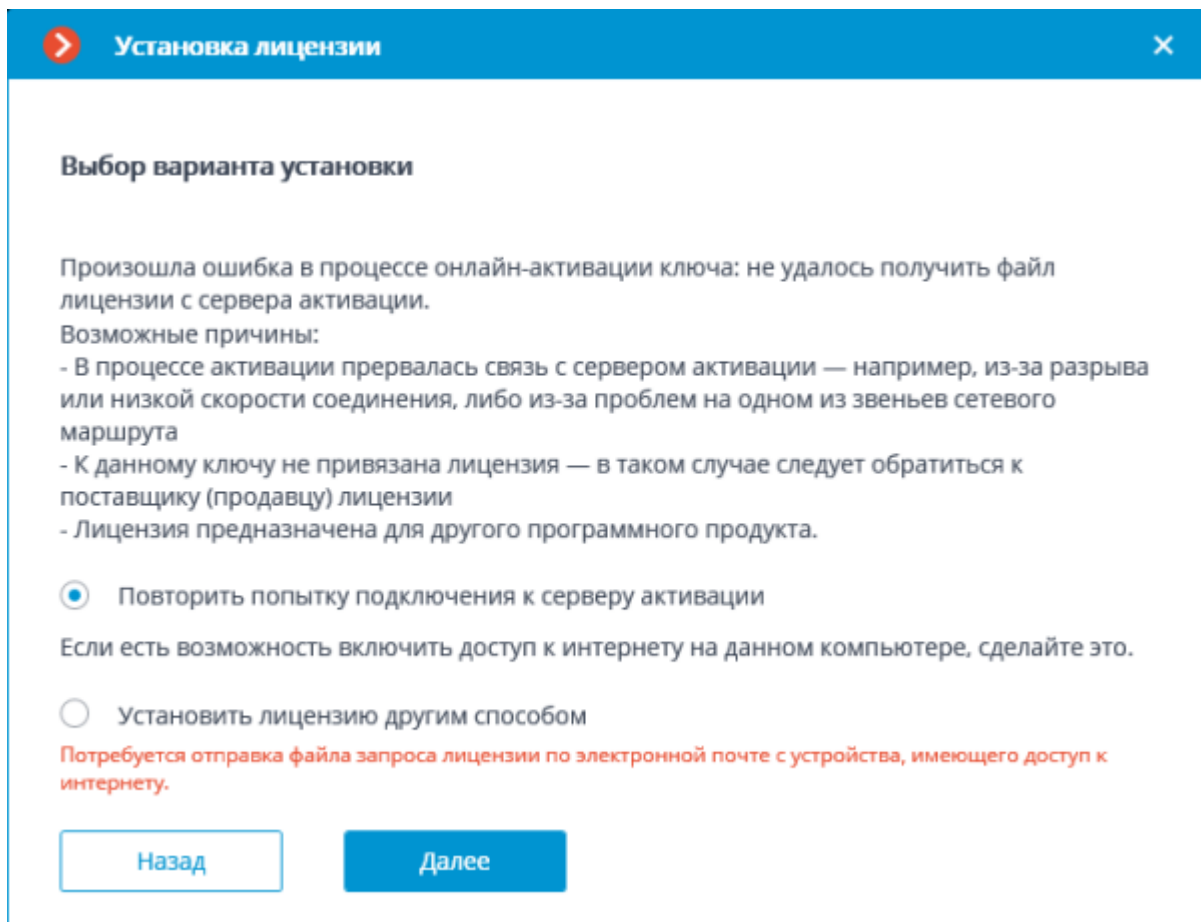 Установка лицензии
Выбор варианта установки
Произошла ошибка в процессе онлайн-активации ключа: не удалось получить файл
лицензии с сервера активации.
Возможные причины:
- В процессе активации прервалась связь с сервером активации — например, из-за разрыва
или низкой скорости соединения, либо из-за проблем на одном из звеньев сетевого
маршрута
- К данному ключу не привязана лицензия — в таком случае следует обратиться к
поставщику (продавцу) лицензии
- Лицензия предназначена для другого программного продукта.
Повторить попытку подключения к серверу активации
Если есть возможность включить доступ к интернету на данном компьютере, сделайте это.
Установить лицензию другим способом
Потребуется отправка файла запроса лицензии по электронной почте с устройства, имеющего доступ к
интернету.
Назад
Далее